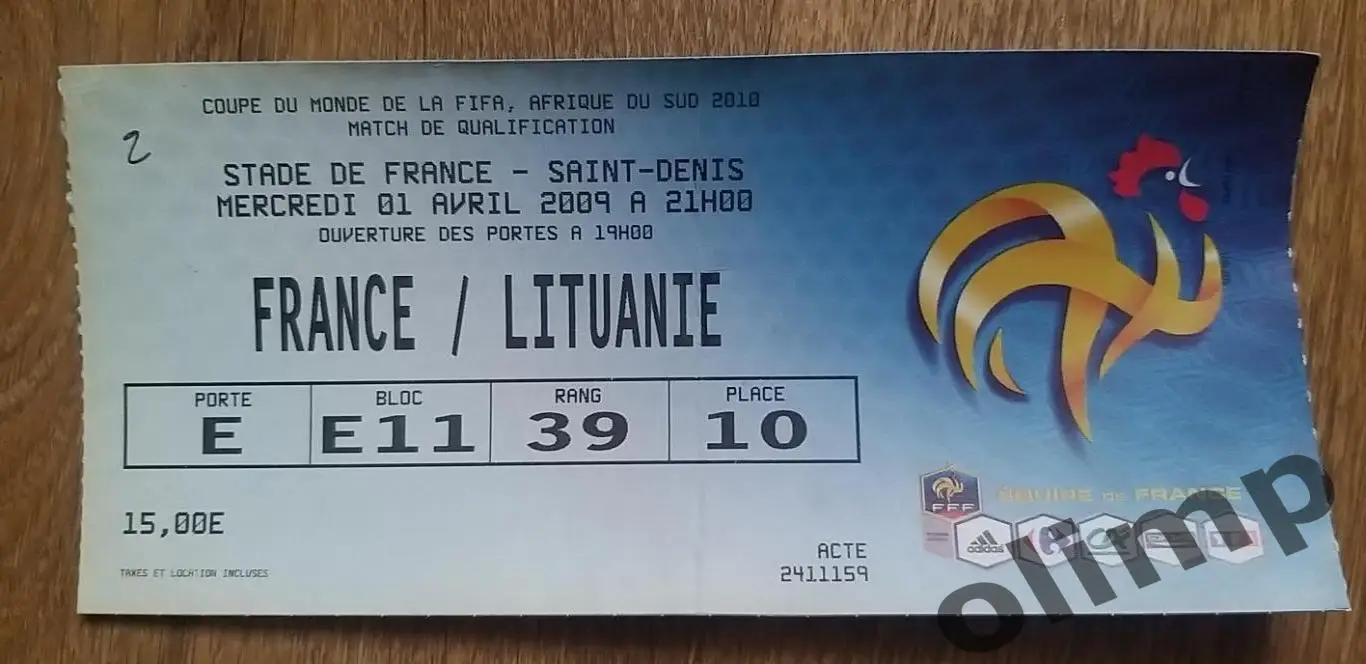 2
COUPE DU MONDE DE LA FIFA, AFRIQUE DU SUD 2010
MATCH DE QUALIFICATION
STADE DE FRANCE - SAINT-DENIS
MERCREDI 01 AVRIL 2009 A 21H00
OUVERTURE DES PORTES A 19H00
FRANCE / LITUANIE
PORTE BLOC RANG PLACE
E E11 39 10
15,00E
TAXES ET LOCATION INCLUSES
ACTE
2411159
FFF
EQUIPE DE FRANCE
adidas
olimp